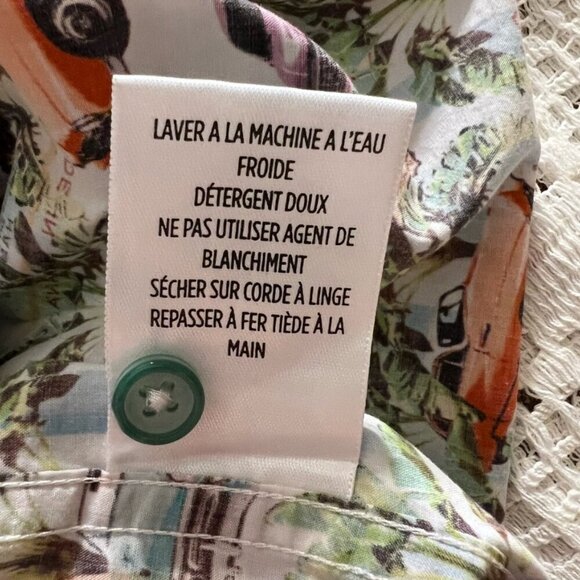 LAVER A LA MACHINE A L'EAU
FROIDE
DÉTERGENT DOUX
NE PAS UTILISER AGENT DE
BLANCHIMENT
SÉCHER SUR CORDE À LINGE
REPASSER À FER TIÈDE À LA
MAIN